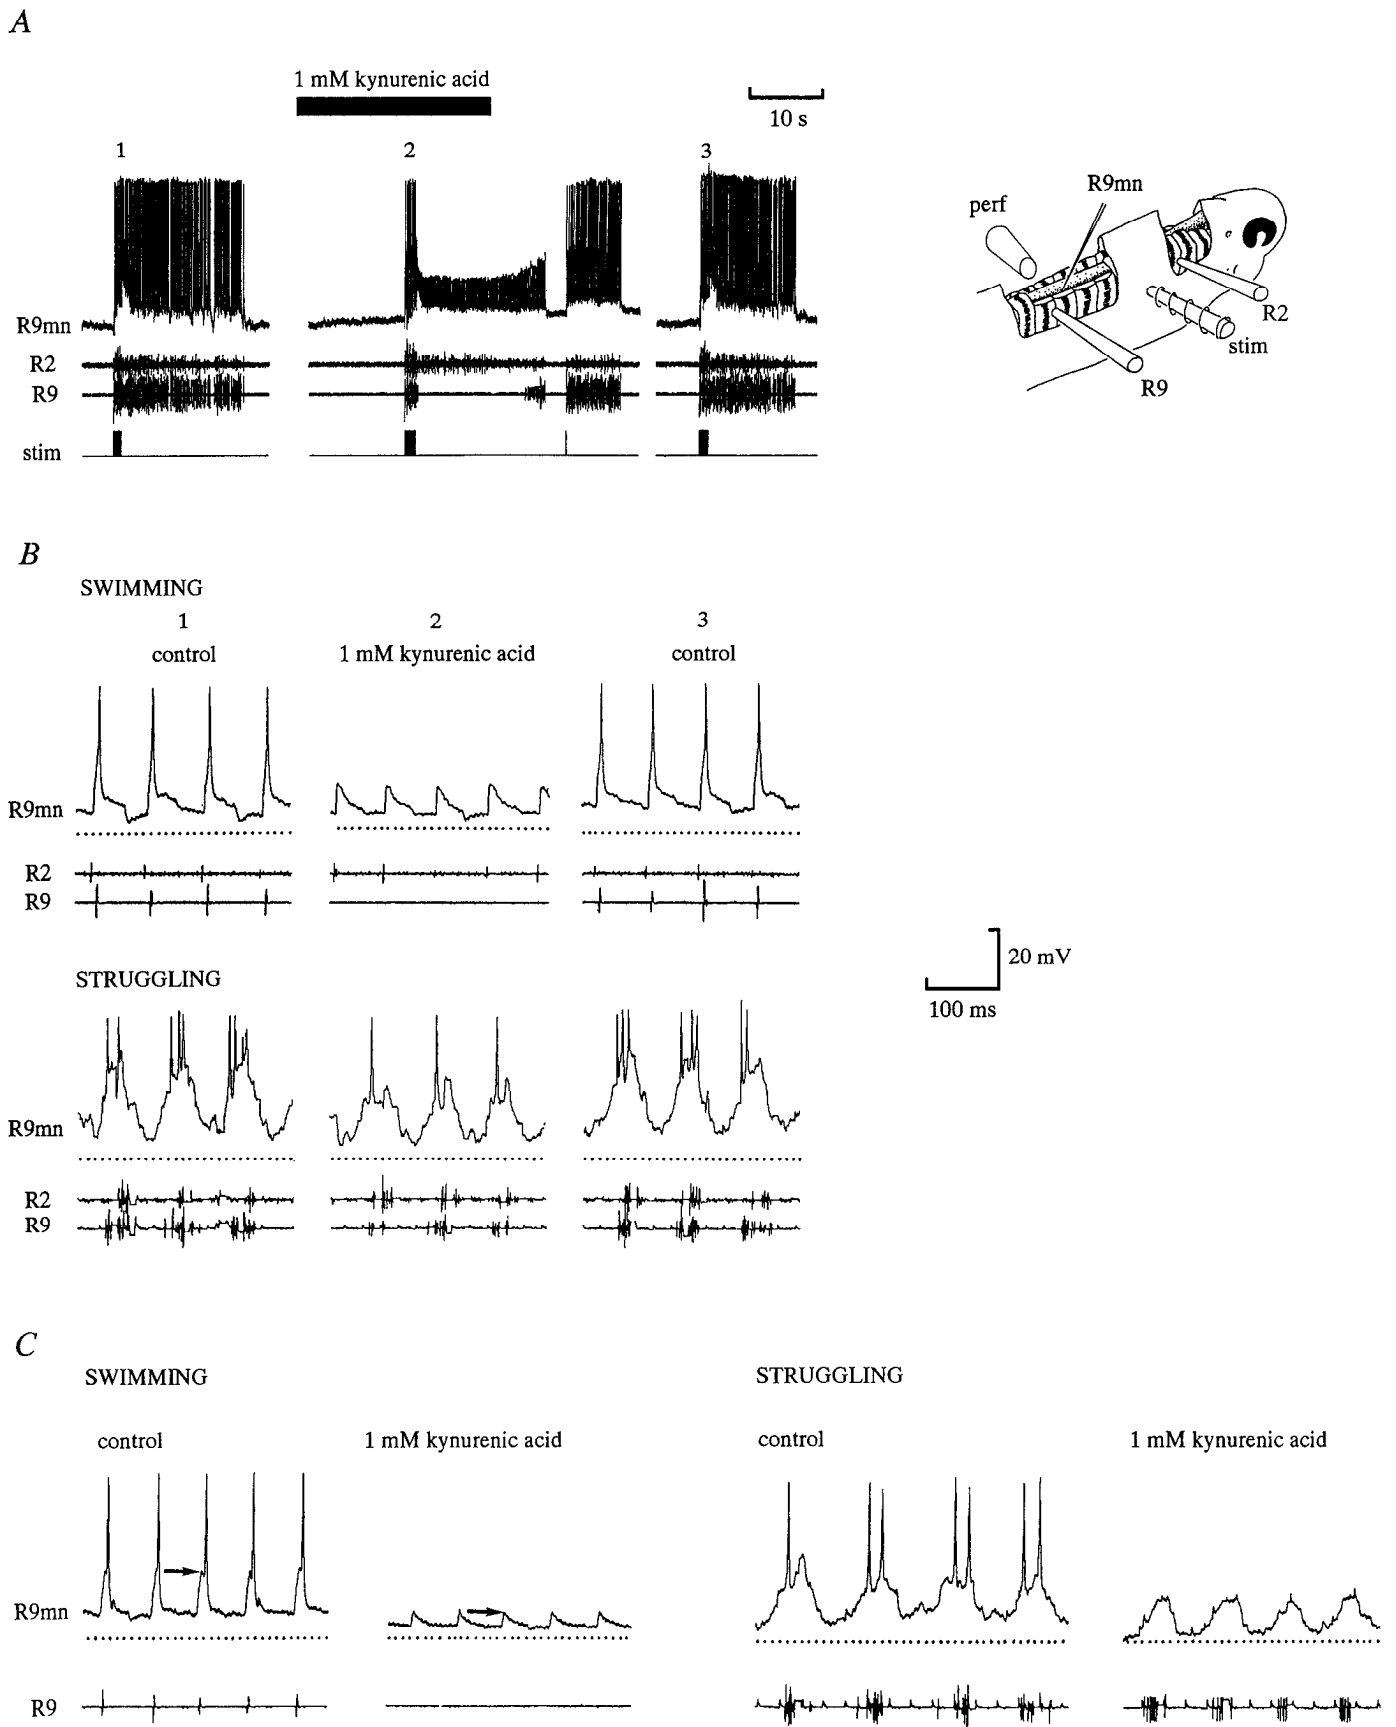 A
1 mM kynurenic acid
10 s
1 2 3
R9mn
R2
R9
stim
perf
R9mn
R2
stim
R9
B
SWIMMING
1 2 3
control 1 mM kynurenic acid control
R9mn
R2
R9
20 mV
100 ms
STRUGGLING
R9mn
R2
R9
C
SWIMMING STRUGGLING
control 1 mM kynurenic acid control 1 mM kynurenic acid
R9mn
R9